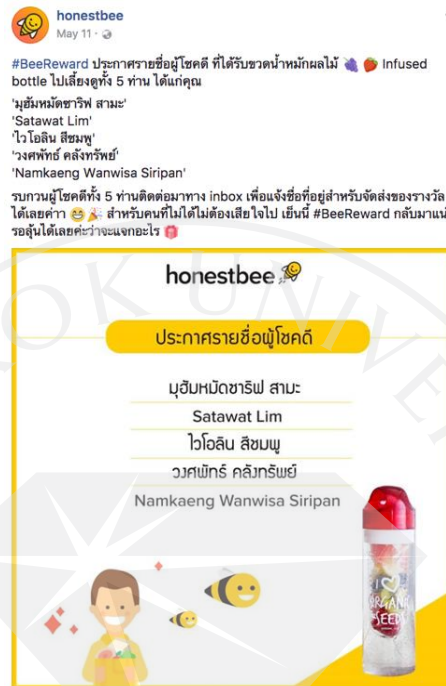 honestbee
May 11
#BeeReward ประกาศรายชื่อผู้โชคดี ที่ได้รับขวดน้ำหมักผลไม้ 🍇 🍓 Infused
bottle ไปเลี้ยงดูทั้ง 5 ท่าน ได้แก่คุณ
'มุฮัมหมัดซาริฟ สามะ'
'Satawat Lim'
'ไวโอลิน สีชมพู'
'วงศพัทธ์ คลังทรัพย์'
'Namkaeng Wanwisa Siripan'
รบกวนผู้โชคดีทั้ง 5 ท่านติดต่อมาทาง inbox เพื่อแจ้งชื่อที่อยู่สำหรับจัดส่งของรางวัล
ได้เลยค่าา 😁🎉 สำหรับคนที่ไม่ได้ไม่ต้องเสียใจไป เย็นนี้ #BeeReward กลับมาแน่
รอลุ้นได้เลยค่ะว่าจะแจกอะไร 🎁
honestbee
ประกาศรายชื่อผู้โชคดี
มุฮัมหมัดซาริฟ สามะ
Satawat Lim
ไวโอลิน สีชมพู
วงศพัทธ์ คลังทรัพย์
Namkaeng Wanwisa Siripan
I
ORGANIC
SEEDS